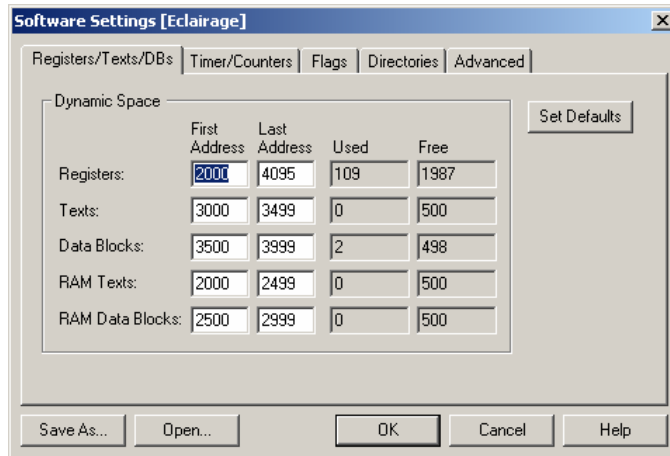 Software Settings [Eclairage]
Registers/Texts/DBs Timer/Counters Flags Directories Advanced
Dynamic Space
Set Defaults
First Address Last Address Used Free
Registers: 2000 4095 109 1987
Texts: 3000 3499 0 500
Data Blocks: 3500 3999 2 498
RAM Texts: 2000 2499 0 500
RAM Data Blocks: 2500 2999 0 500
Save As... Open... OK Cancel Help